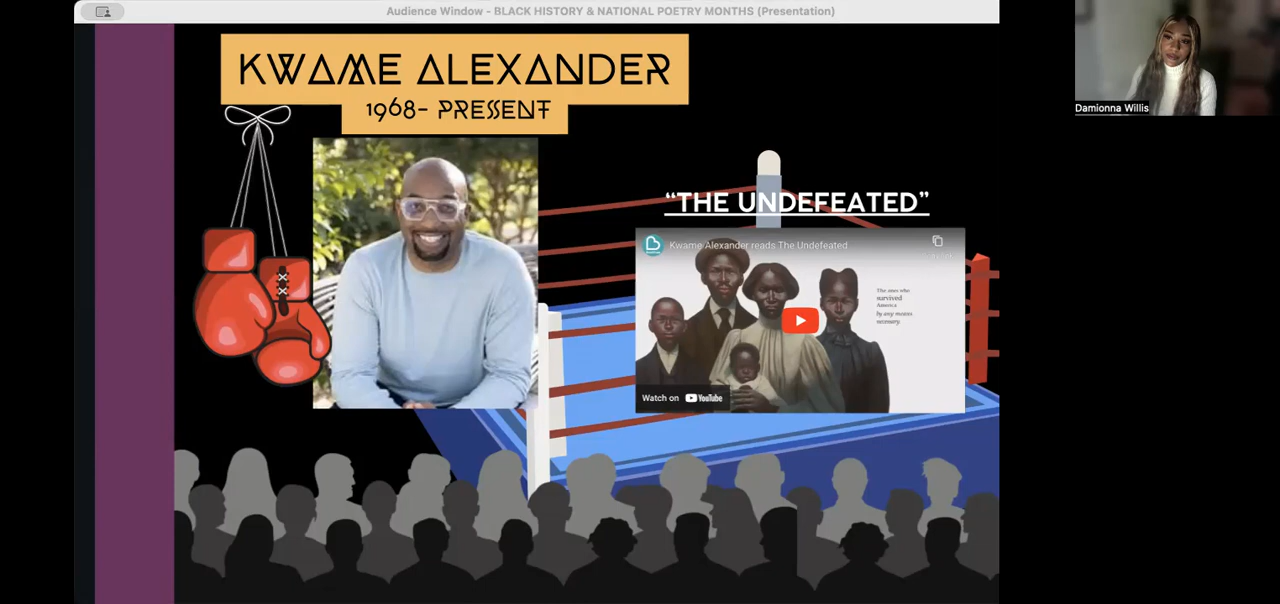 Audience Window - BLACK HISTORY & NATIONAL POETRY MONTHS (Presentation)
KWAME ALEXANDER
1968- PRESENT
"THE UNDEFEATED"
Kwame Alexander reads The Undefeated
The ones who
survived
America
by any means
necessary.
Watch on YouTube
Damionna Willis